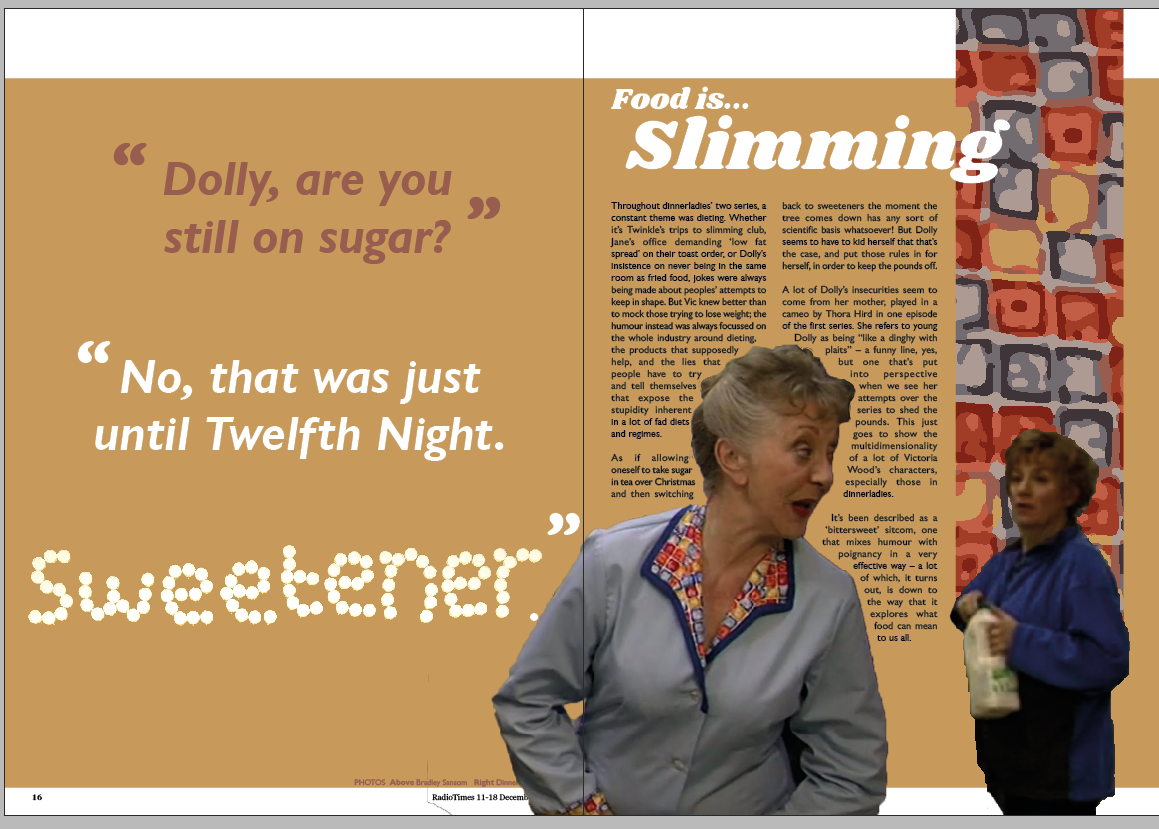 “ Dolly, are you
still on sugar? ”
“ No, that was just
until Twelfth Night.
sweetener. ”
PHOTOS Above Bradley Sansom Right
16
RadioTimes 11-18
Food is...
Slimming
Throughout dinnerladies’ two series, a
constant theme was dieting. Whether
it’s Twinkle’s trips to slimming club,
Jane’s office demanding ‘low fat
spread’ on their toast order, or Dolly’s
insistence on never being in the same
room as fried food, jokes were always
being made about peoples’ attempts to
keep in shape. But Vic knew better than
to mock those trying to lose weight; the
humour instead was always focussed on
the whole industry around dieting,
the products that supposedly
help, and the lies that
people have to try
and tell themselves
that expose the
stupidity inherent
in a lot of fad diets
and regimes.
As if allowing
oneself to take sugar
in tea over Christmas
and then switching
back to sweeteners the moment the
tree comes down has any sort of
scientific basis whatsoever! But Dolly
seems to have to kid herself that that’s
the case, and put those rules in for
herself, in order to keep the pounds off.
A lot of Dolly’s insecurities seem to
come from her mother, played in a
cameo by Thora Hird in one episode
of the first series. She refers to young
Dolly as being “like a dinghy with
plaits” – a funny line, yes,
but one that’s put
into perspective
when we see her
attempts over the
series to shed the
pounds. This just
goes to show the
multidimensionality
of a lot of Victoria
Wood’s characters,
especially those in
dinnerladies.
It’s been described as a
‘bittersweet’ sitcom, one
that mixes humour with
poignancy in a very
effective way – a lot
of which, it turns
out, is down to
the way that it
explores what
food can mean
to us all.